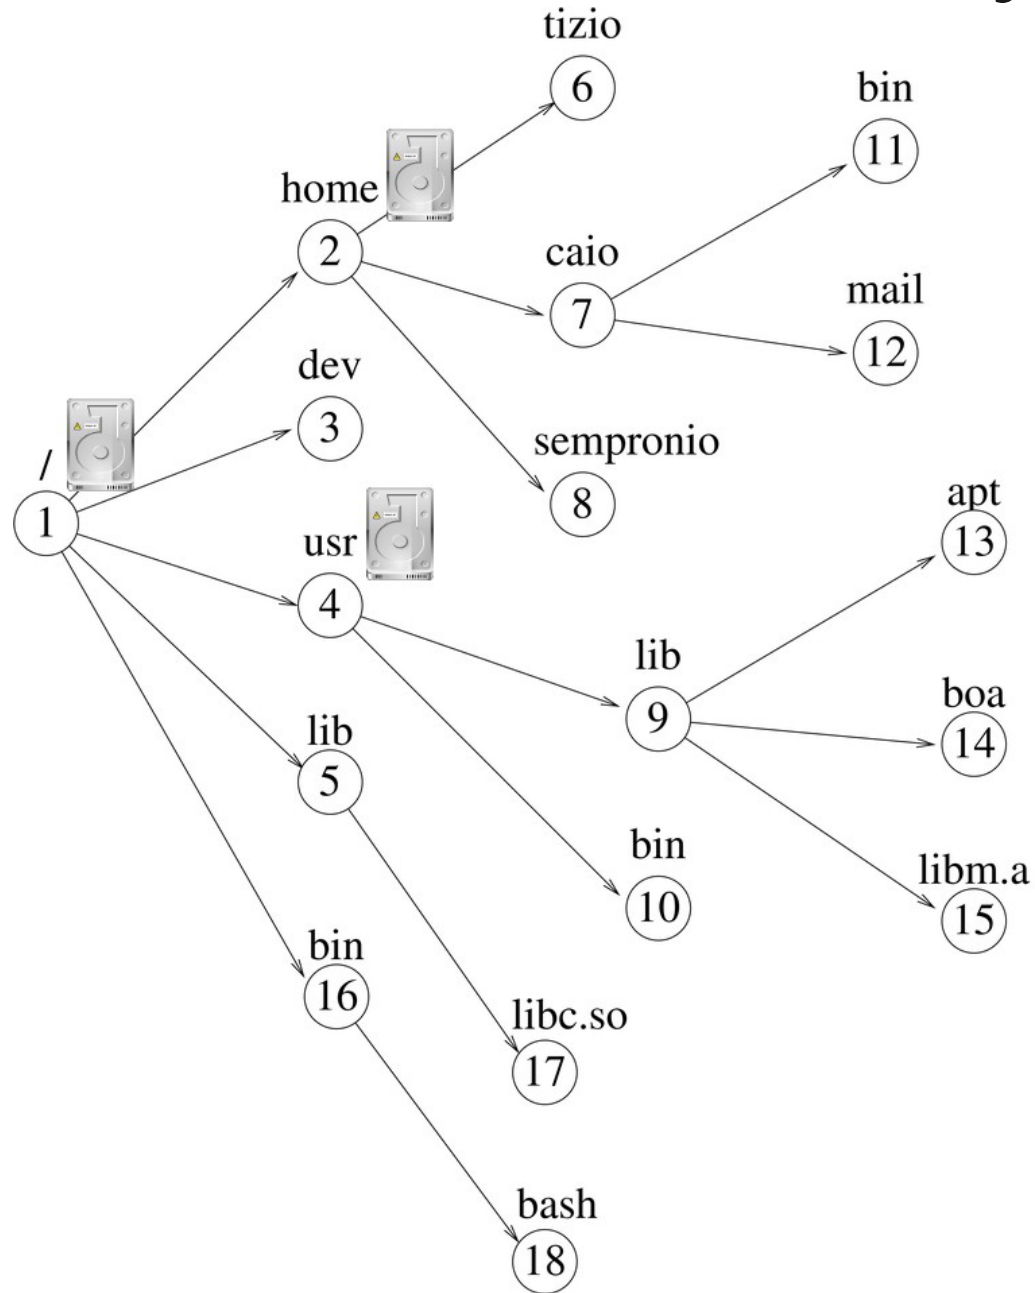 tizio
6
bin
11
home
2
caio
7
mail
12
dev
3
/
1
sempronio
8
usr
4
apt
13
lib
9
boa
14
lib
5
bin
10
libm.a
15
bin
16
libc.so
17
bash
18